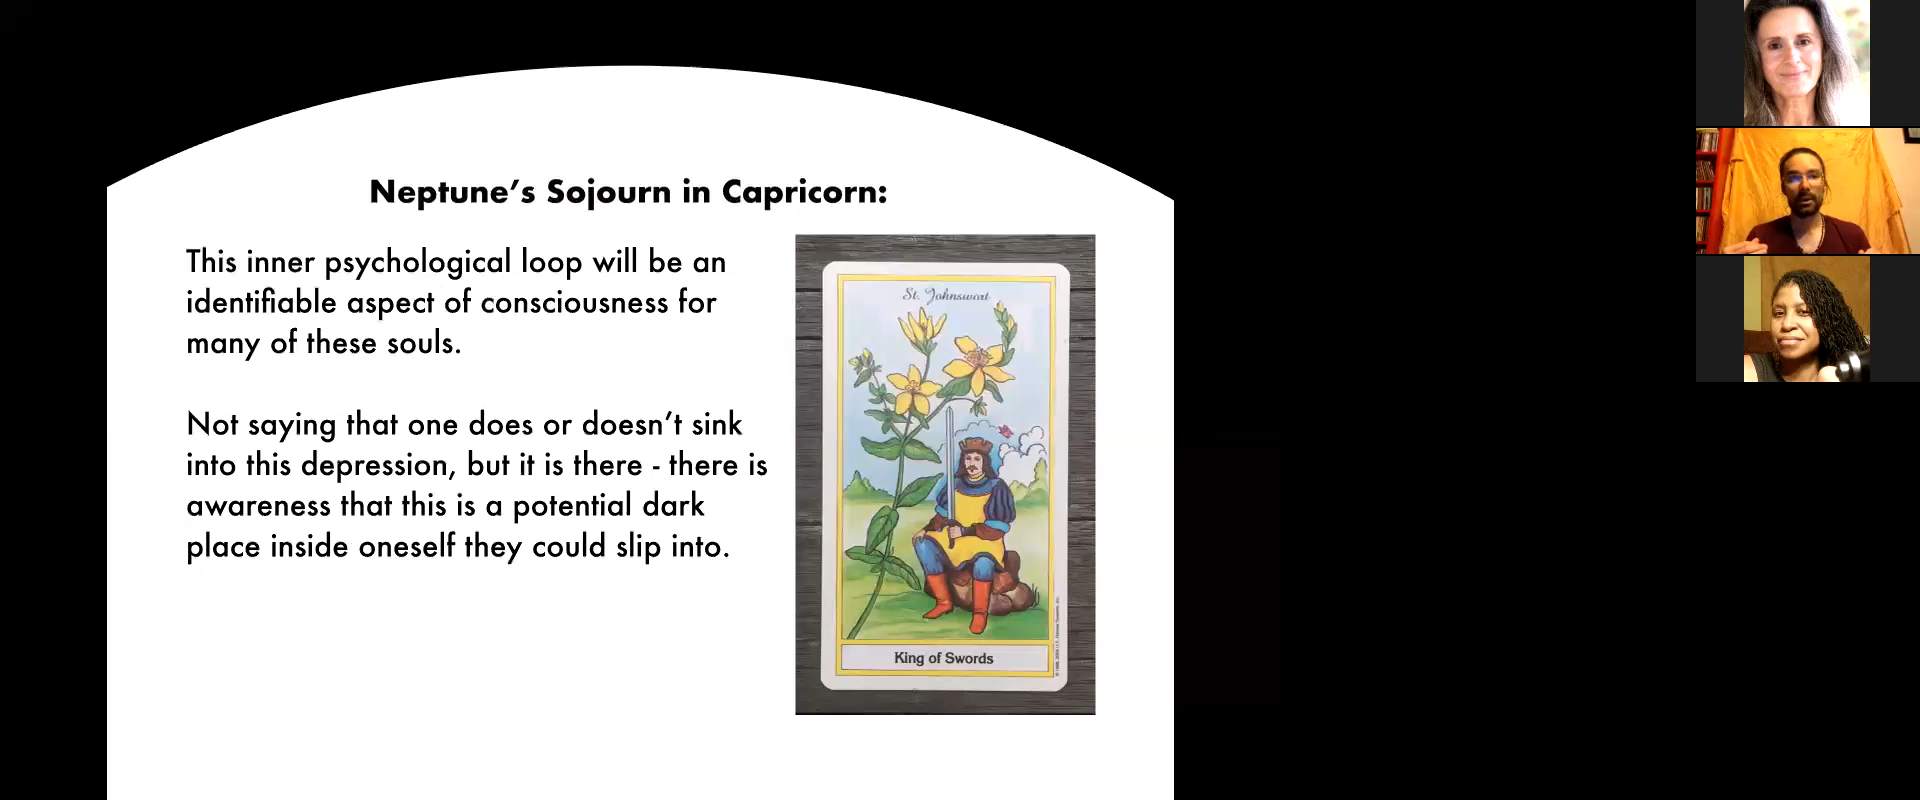 Neptune’s Sojourn in Capricorn:
This inner psychological loop will be an
identifiable aspect of consciousness for
many of these souls.
Not saying that one does or doesn’t sink
into this depression, but it is there - there is
awareness that this is a potential dark
place inside oneself they could slip into.
St. Johnswort
King of Swords